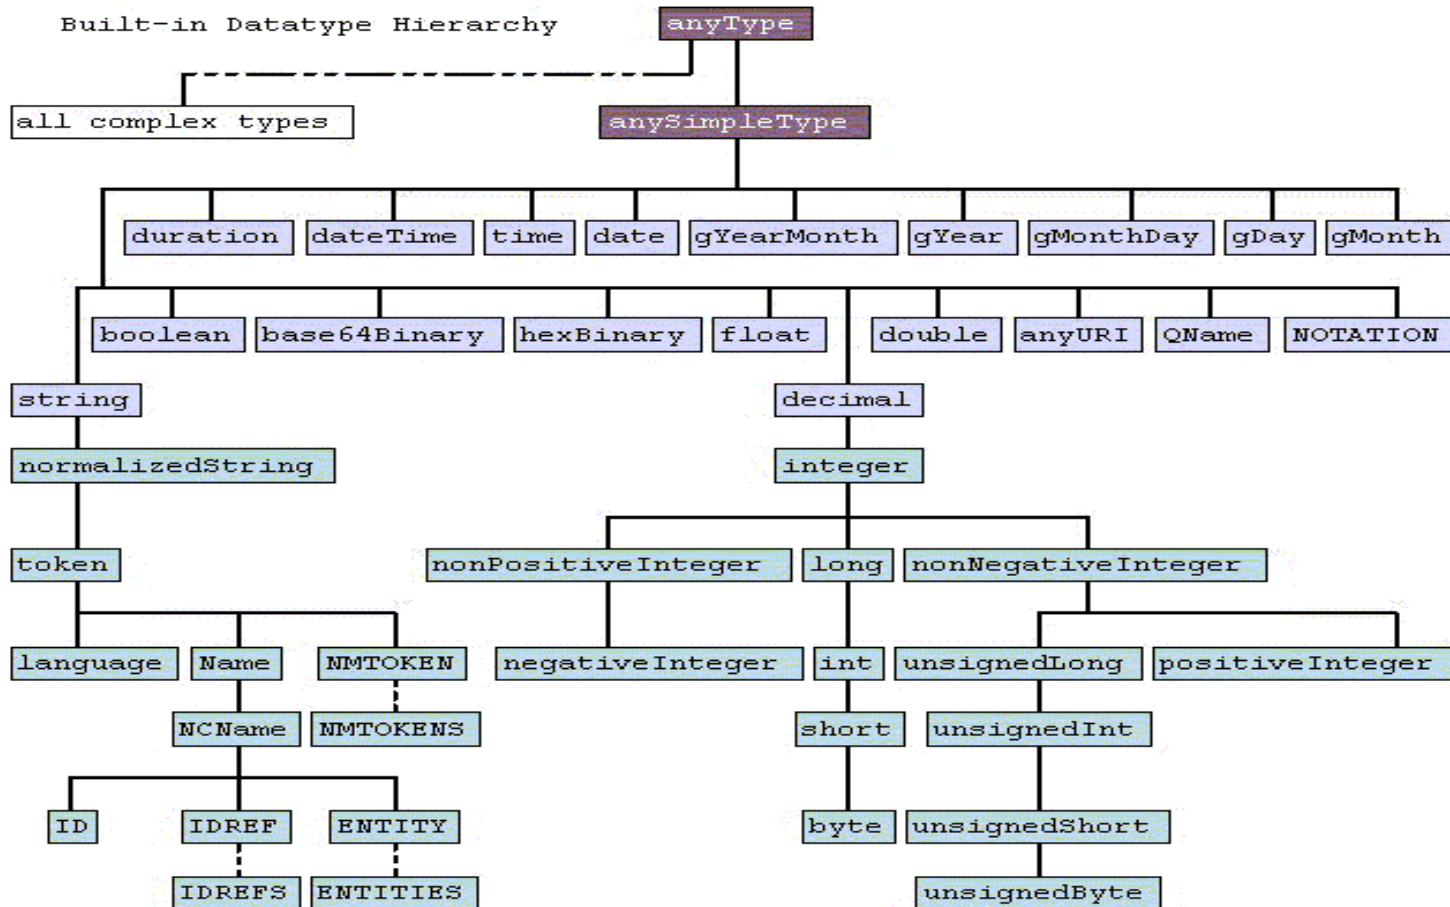 Built-in Datatype Hierarchy anyType
all complex types anySimpleType
duration dateTime time date gYearMonth gYear gMonthDay gDay gMonth
boolean base64Binary hexBinary float double anyURI QName NOTATION
string decimal
normalizedString integer
token nonPositiveInteger long nonNegativeInteger
language Name NMTOKEN negativeInteger int unsignedLong positiveInteger
NCName NMTOKENS short unsignedInt
ID IDREF ENTITY byte unsignedShort
IDREFS ENTITIES unsignedByte